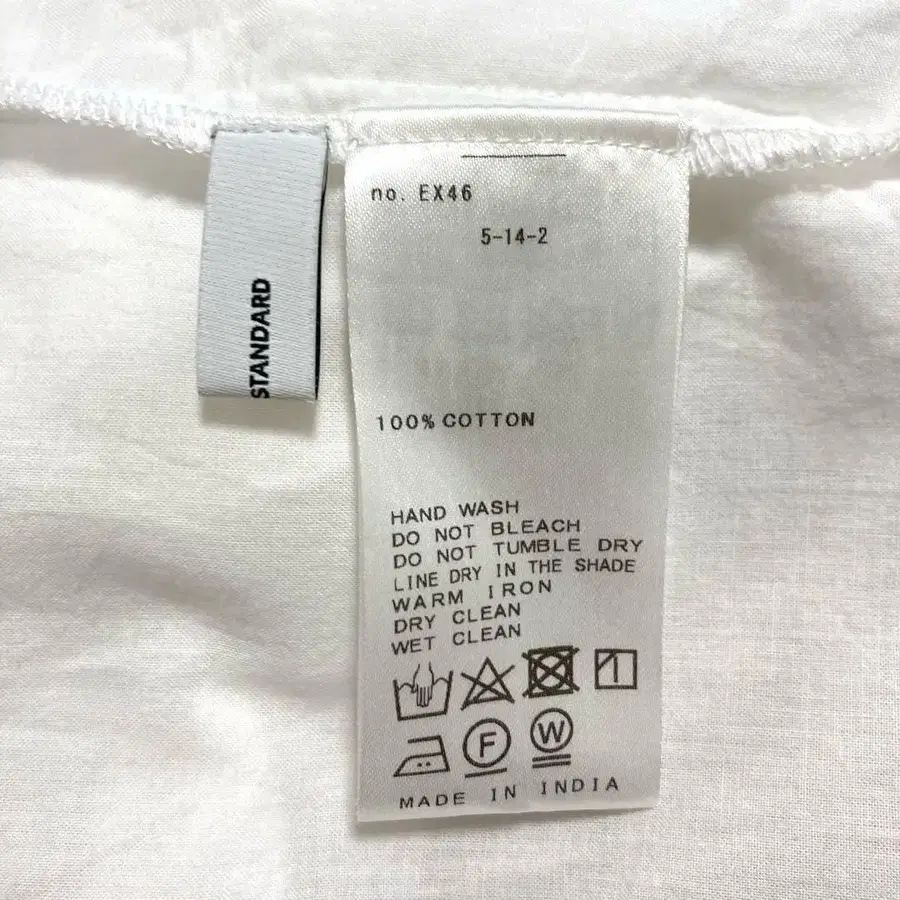 STANDARD
no. EX46
5-14-2
100% COTTON
HAND WASH
DO NOT BLEACH
DO NOT TUMBLE DRY
LINE DRY IN THE SHADE
WARM IRON
DRY CLEAN
WET CLEAN
F
W
MADE IN INDIA